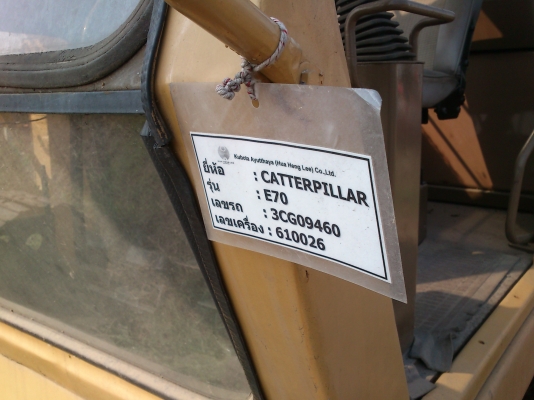 Kubota Ayutthaya (Hua Heng Lee) Co.,Ltd.
ยี่ห้อ : CATTERPILLAR
รุ่น : E70
เลขรถ : 3CG09460
เลขเครื่อง : 610026